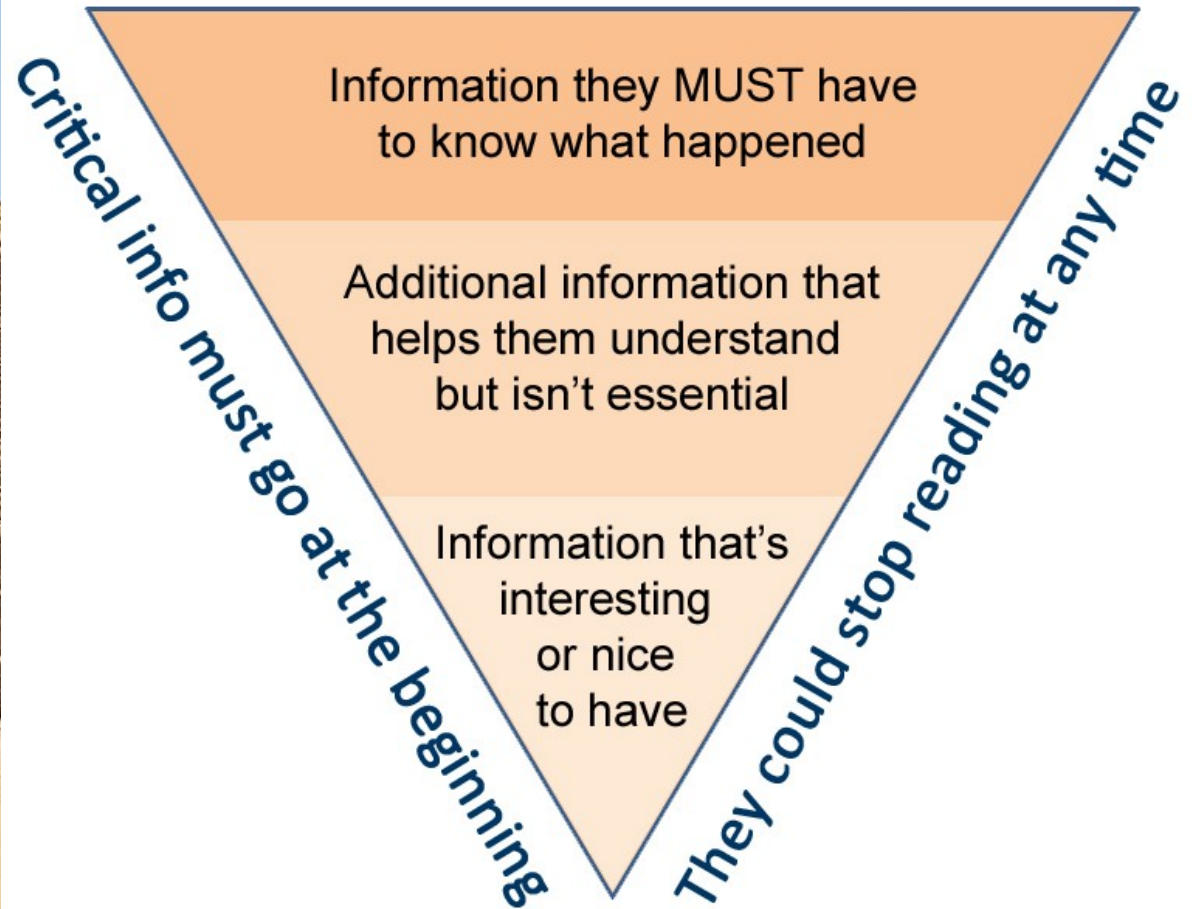 Information they MUST have
to know what happened
Additional information that
helps them understand
but isn’t essential
Information that’s
interesting
or nice
to have
Critical info must go at the beginning
They could stop reading at any time